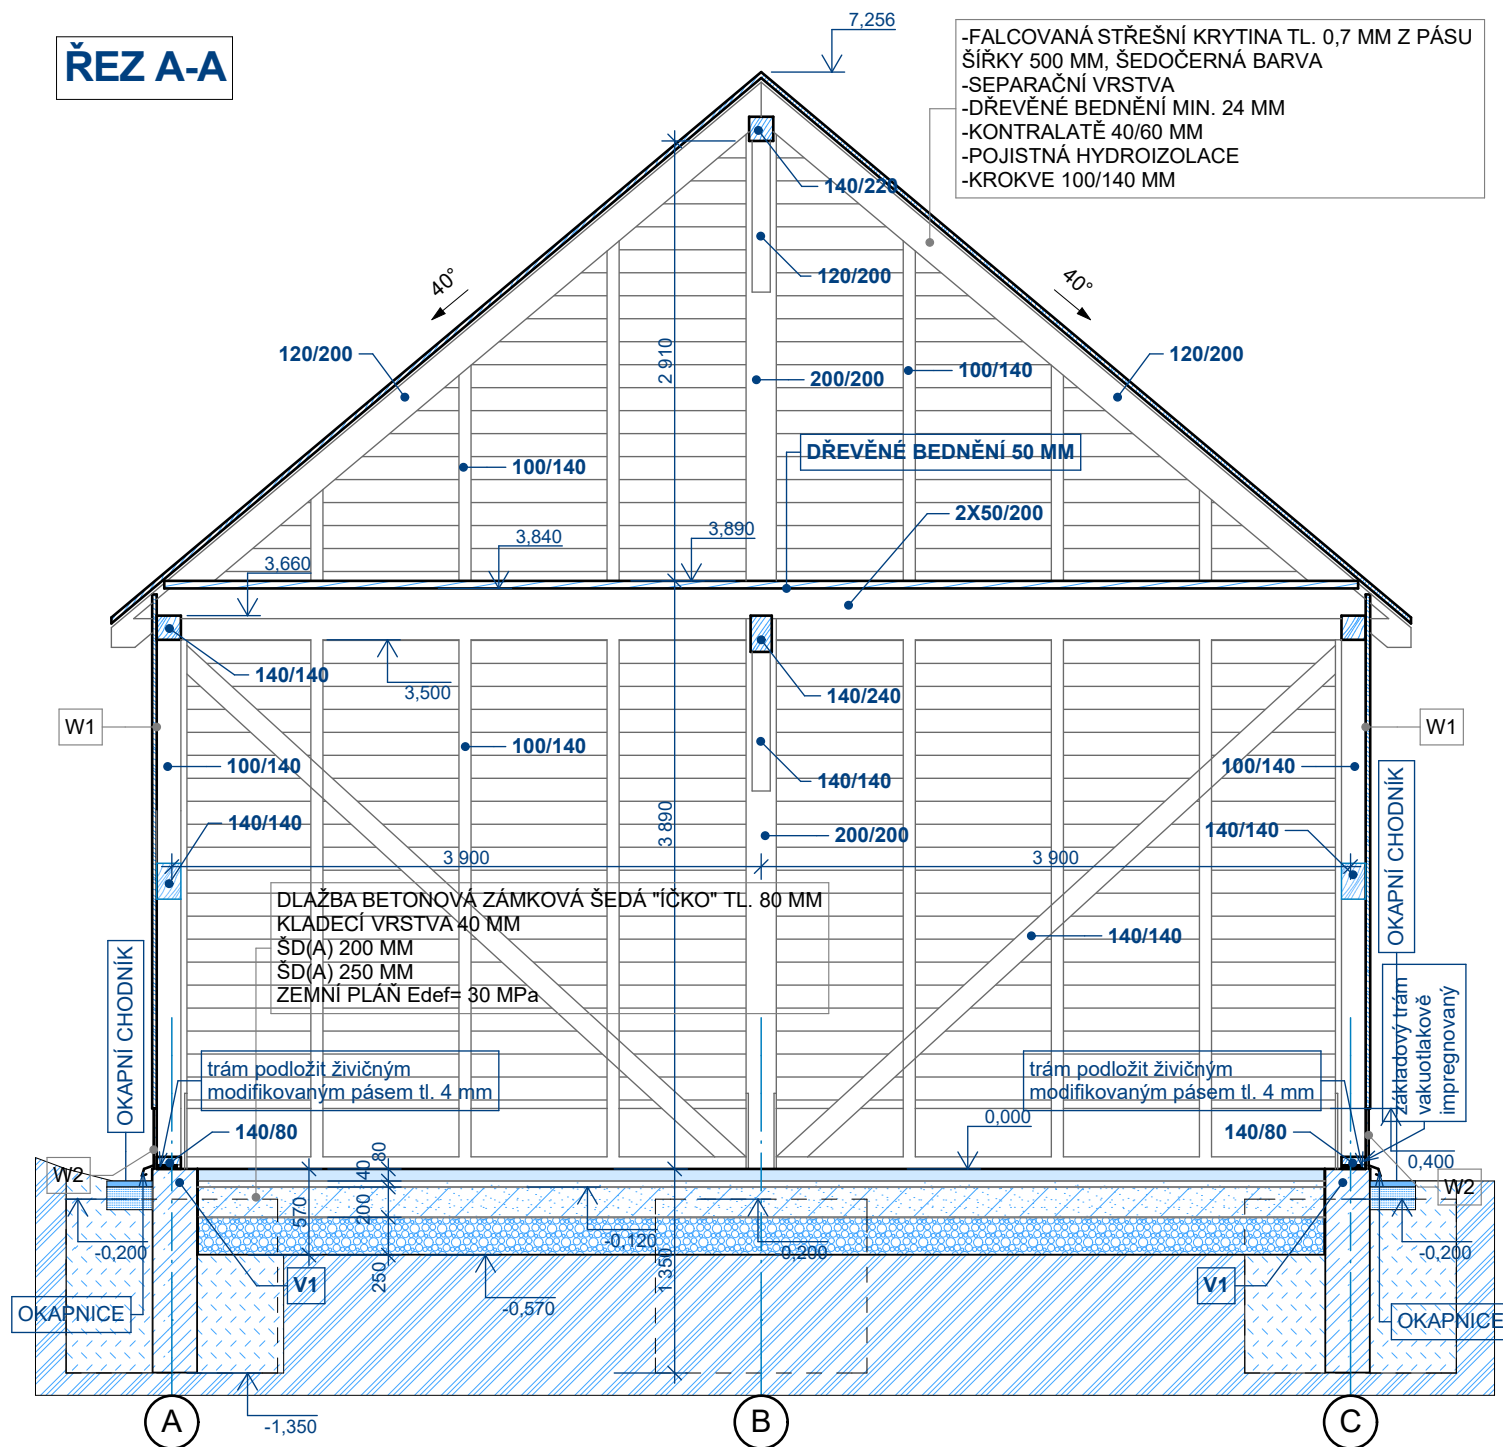 ŘEZ A-A
7,256
-FALCOVANÁ STŘEŠNÍ KRYTINA TL. 0,7 MM Z PÁSU
ŠÍŘKY 500 MM, ŠEDOČERNÁ BARVA
-SEPARAČNÍ VRSTVA
-DŘEVĚNÉ BEDNĚNÍ MIN. 24 MM
-KONTRALATĚ 40/60 MM
-POJISTNÁ HYDROIZOLACE
-KROKVE 100/140 MM
140/220
120/200
40°
40°
120/200
2 910
200/200
100/140
120/200
DŘEVĚNÉ BEDNĚNÍ 50 MM
100/140
2X50/200
3,660
3,840
3,890
140/140
3,500
140/240
W1
W1
100/140
100/140
140/140
100/140
140/140
3 890
200/200
140/140
3 900
3 900
OKAPNÍ CHODNÍK
DLAŽBA BETONOVÁ ZÁMKOVÁ ŠEDÁ "ÍČKO" TL. 80 MM
KLADECÍ VRSTVA 40 MM
ŠD(A) 200 MM
ŠD(A) 250 MM
ZEMNÍ PLÁŇ Edef= 30 MPa
140/140
OKAPNÍ CHODNÍK
základový trám
vakuotlakově
impregnovaný
trám podložit živičným
modifikovaným pásem tl. 4 mm
trám podložit živičným
modifikovaným pásem tl. 4 mm
140/80
0,000
140/80
0,400
W2
W2
80
40
200
250
570
-0,200
-0,120
0,200
-0,200
1 350
V1
V1
-0,570
OKAPNICE
OKAPNICE
-1,350
A
B
C